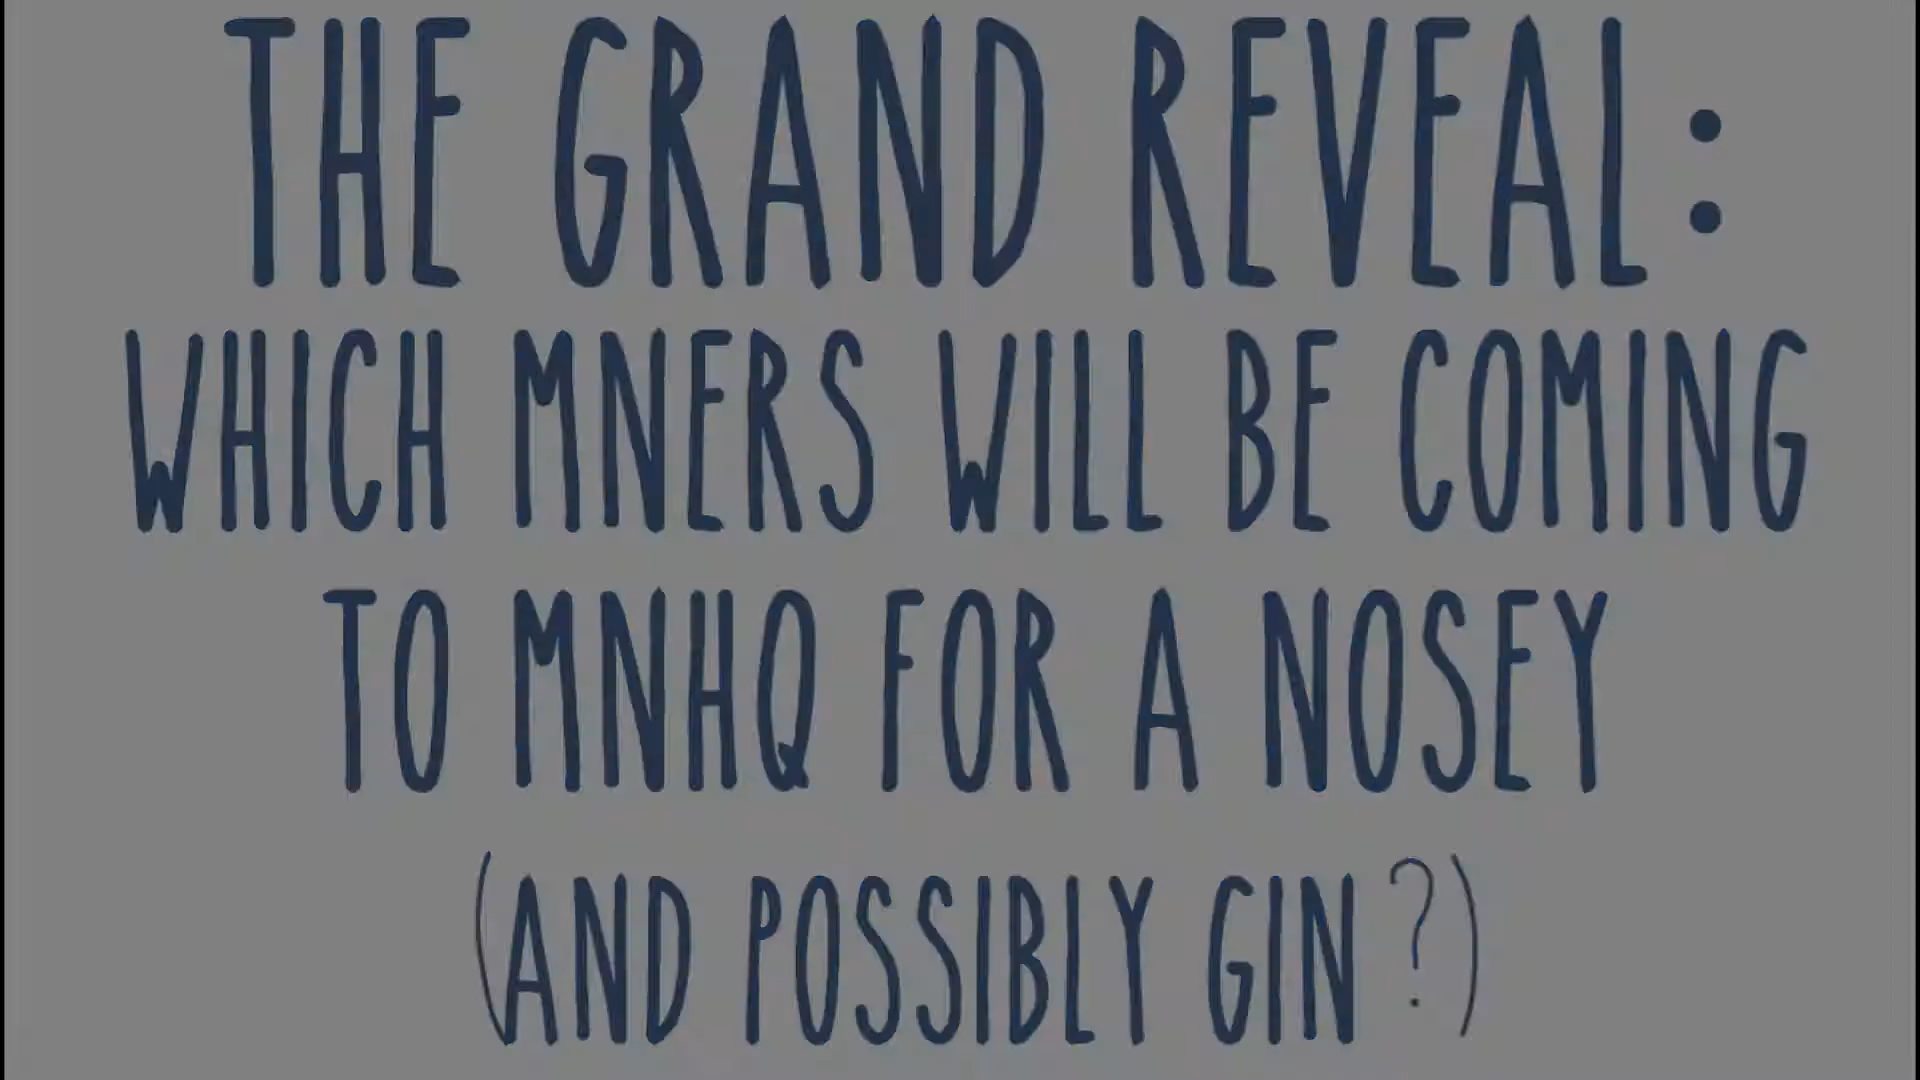 THE GRAND REVEAL:
WHICH MNERS WILL BE COMING
TO MNHQ FOR A NOSEY
(AND POSSIBLY GIN?)